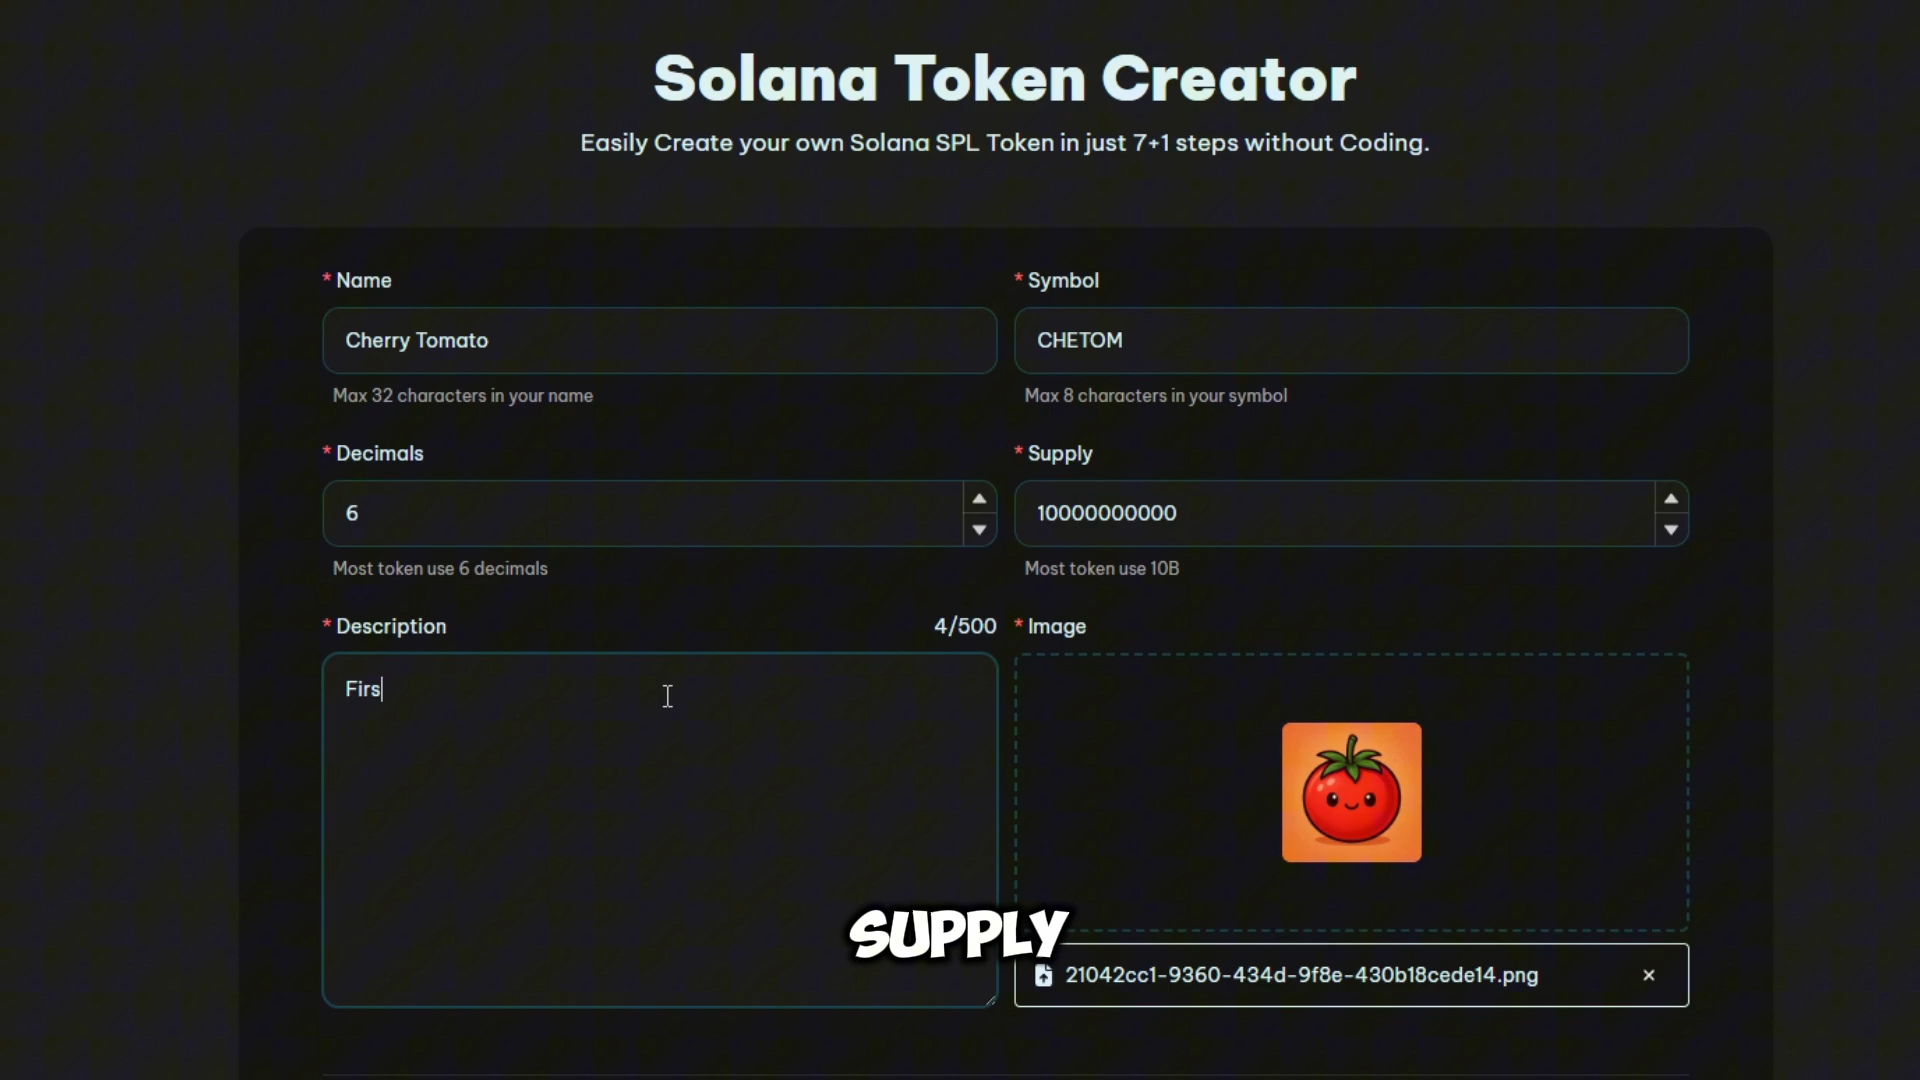 Solana Token Creator
Easily Create your own Solana SPL Token in just 7+1 steps without Coding.
* Name
* Symbol
Cherry Tomato
CHETOM
Max 32 characters in your name
Max 8 characters in your symbol
* Decimals
* Supply
6
10000000000
Most token use 6 decimals
Most token use 10B
* Description
4/500
* Image
Firs
SUPPLY
21042cc1-9360-434d-9f8e-430b18cede14.png